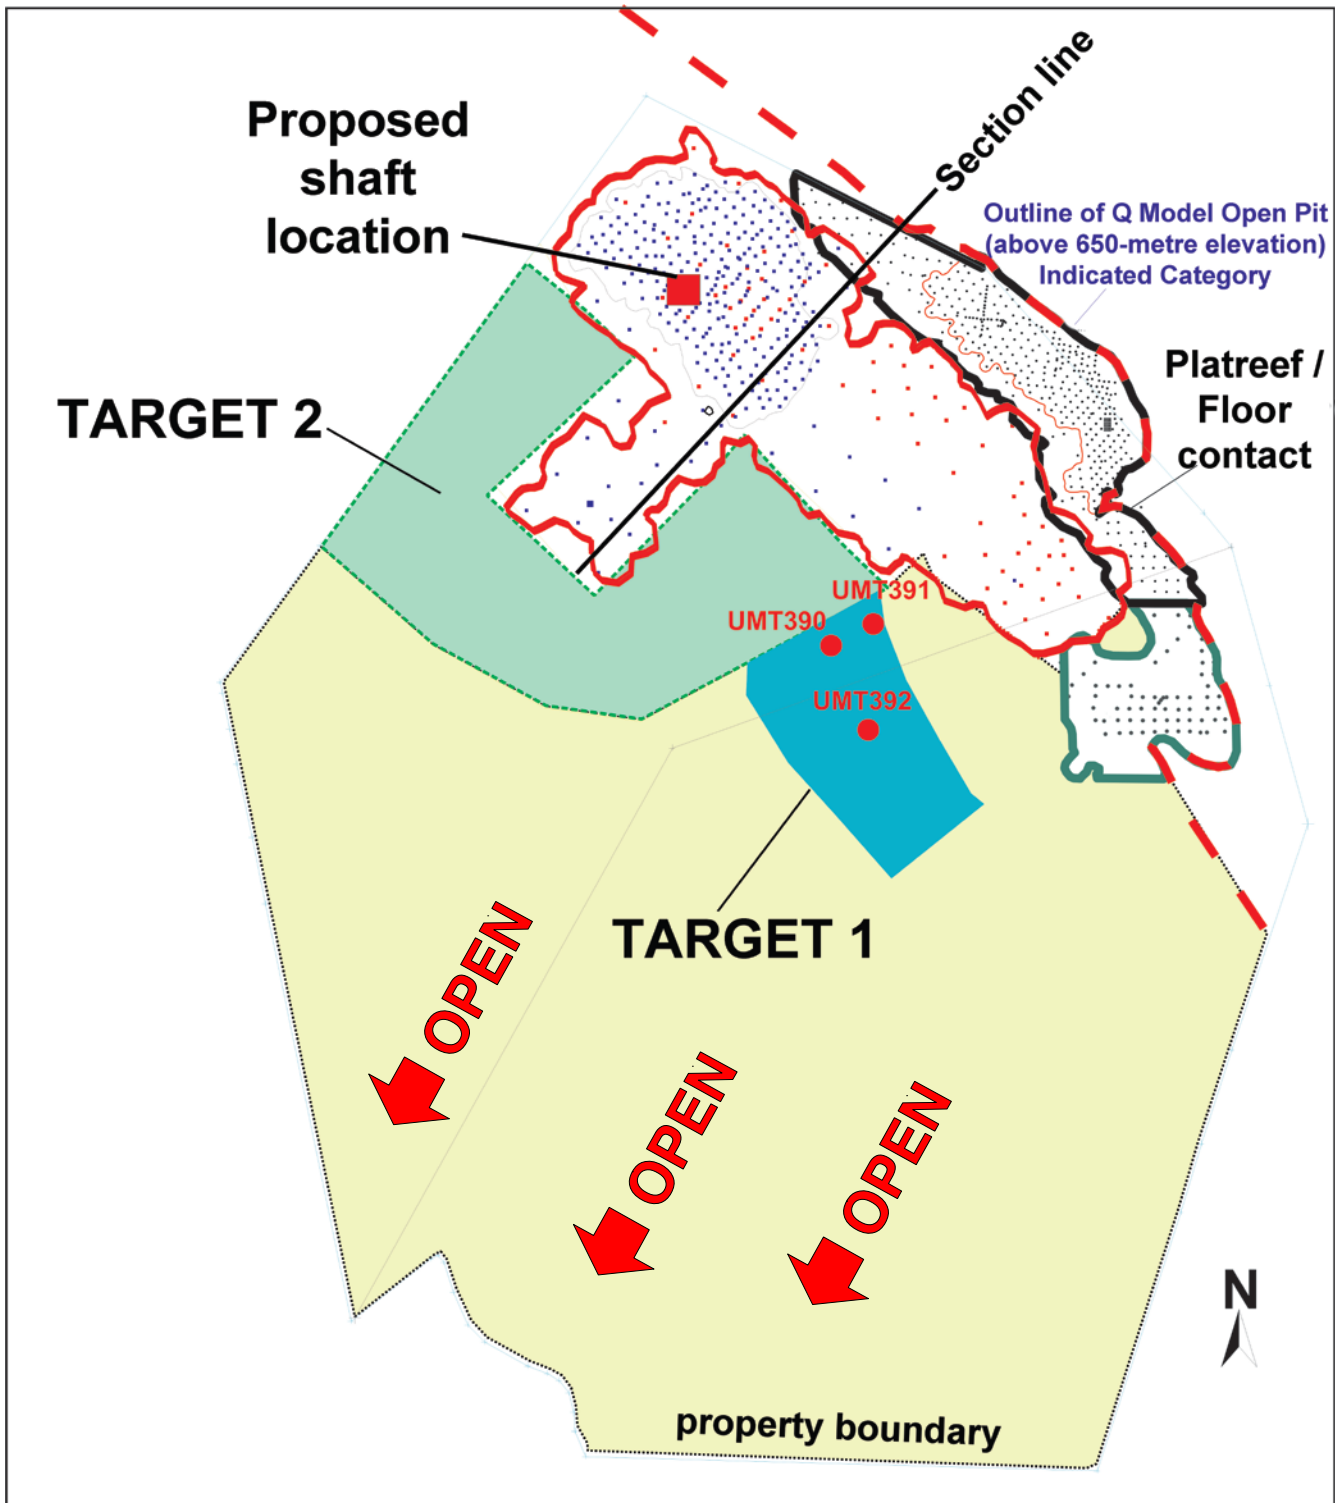 Section line
Proposed
shaft
location
Outline of Q Model Open Pit
(above 650-metre elevation)
Indicated Category
Platreef /
Floor
contact
TARGET 2
UMT391
UMT390
UMT392
TARGET 1
OPEN
OPEN
OPEN
N
property boundary